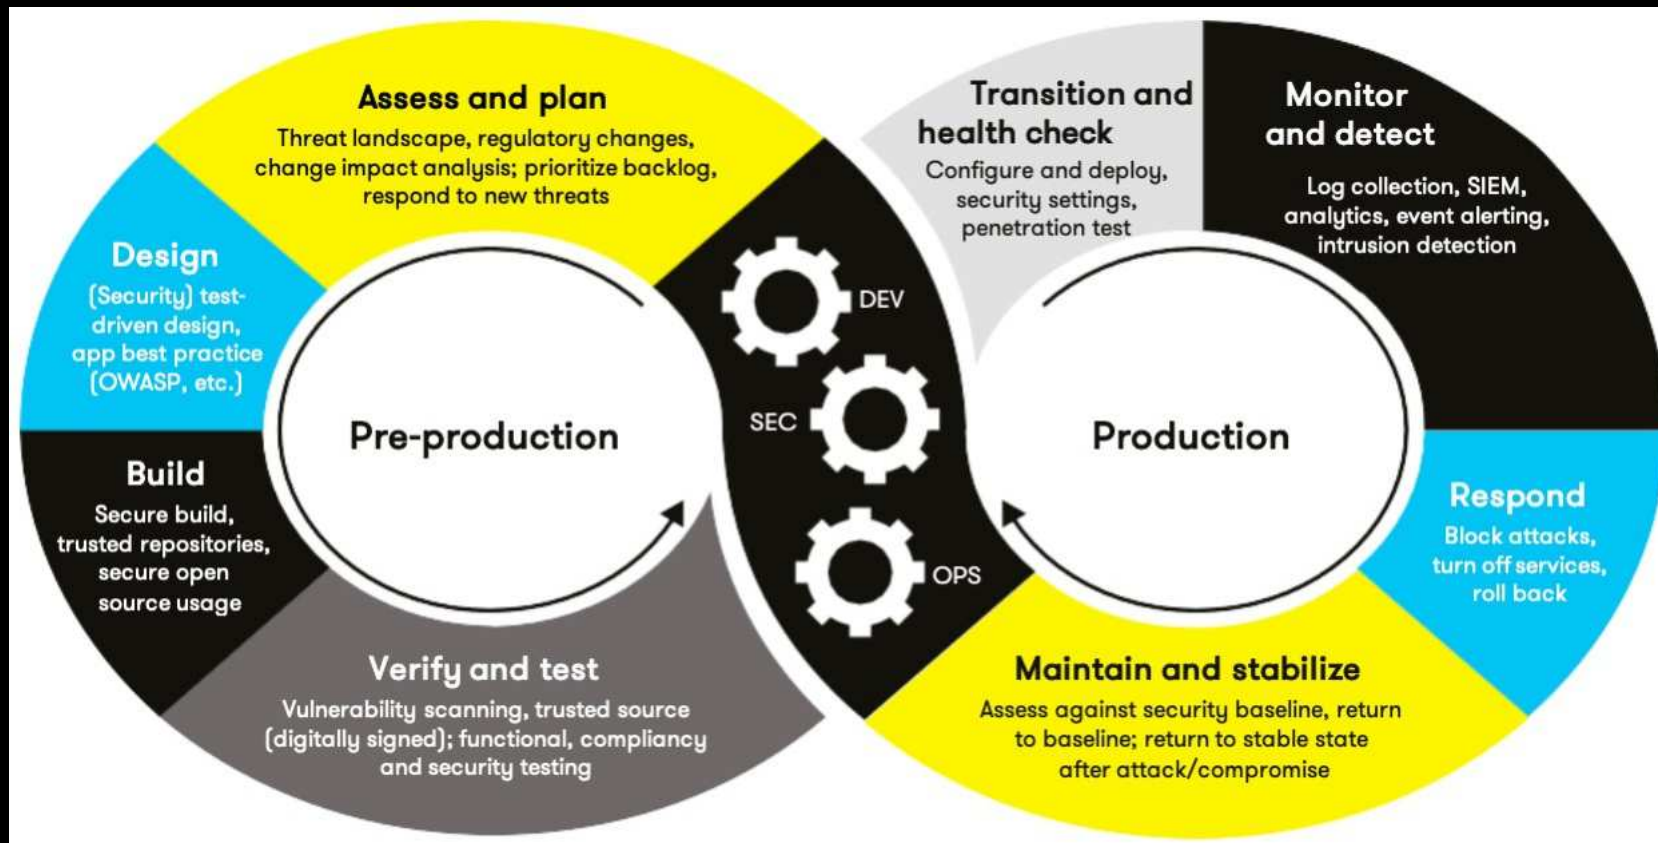 Assess and plan
Threat landscape, regulatory changes,
change impact analysis; prioritize backlog,
respond to new threats
Design
(Security) test-
driven design,
app best practice
(OWASP, etc.)
Build
Secure build,
trusted repositories,
secure open
source usage
Verify and test
Vulnerability scanning, trusted source
(digitally signed); functional, compliancy
and security testing
Pre-production
DEV
SEC
OPS
Transition and
health check
Configure and deploy,
security settings,
penetration test
Monitor
and detect
Log collection, SIEM,
analytics, event alerting,
intrusion detection
Respond
Block attacks,
turn off services,
roll back
Maintain and stabilize
Assess against security baseline, return
to baseline; return to stable state
after attack/compromise
Production